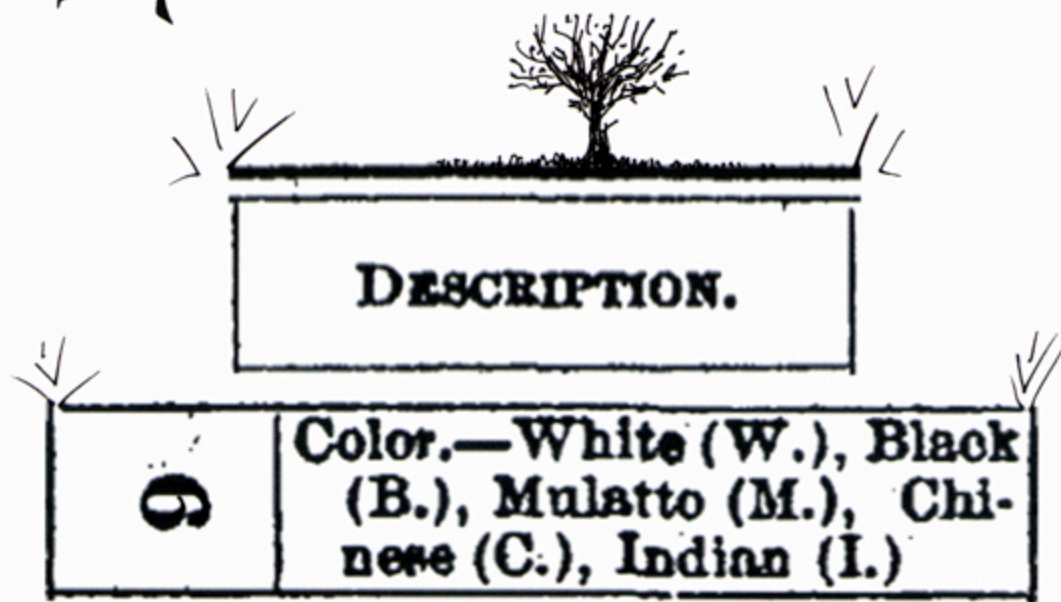 DESCRIPTION.
6
Color.—White (W.), Black
(B.), Mulatto (M.), Chi-
nese (C.), Indian (I.)